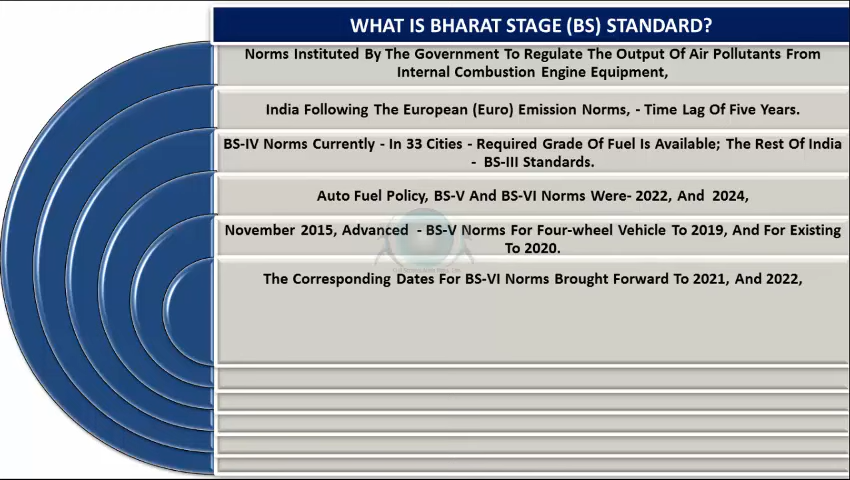 WHAT IS BHARAT STAGE (BS) STANDARD?
Norms Instituted By The Government To Regulate The Output Of Air Pollutants From
Internal Combustion Engine Equipment,
India Following The European (Euro) Emission Norms, - Time Lag Of Five Years.
BS-IV Norms Currently - In 33 Cities - Required Grade Of Fuel Is Available; The Rest Of India
- BS-III Standards.
Auto Fuel Policy, BS-V And BS-VI Norms Were- 2022, And 2024,
November 2015, Advanced - BS-V Norms For Four-wheel Vehicle To 2019, And For Existing
To 2020.
The Corresponding Dates For BS-VI Norms Brought Forward To 2021, And 2022,